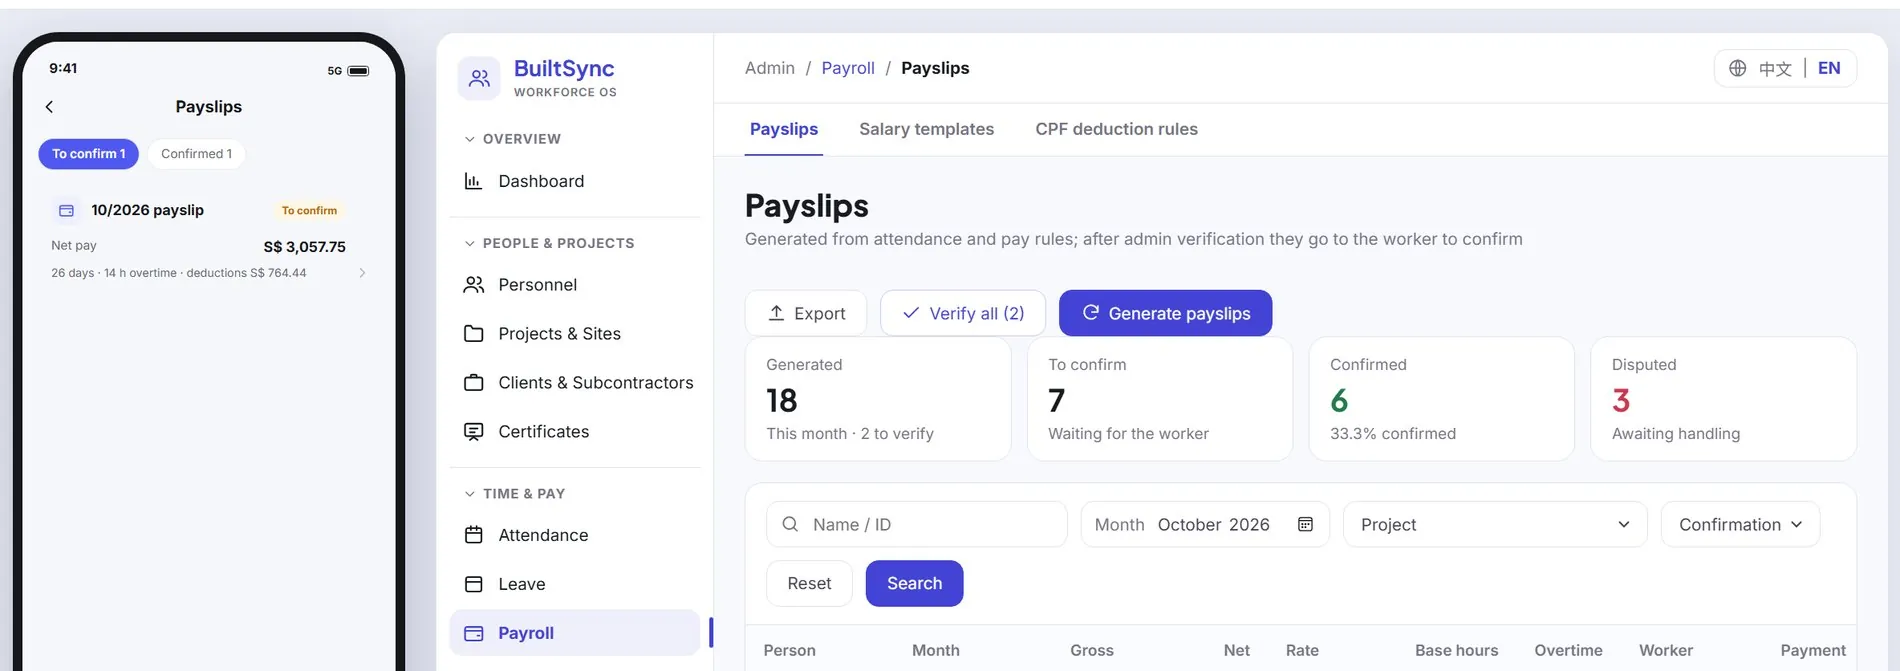 9:41
5G
Payslips
To confirm 1
Confirmed 1
10/2026 payslip
To confirm
Net pay
S$ 3,057.75
26 days · 14 h overtime · deductions S$ 764.44
BuiltSync
WORKFORCE OS
OVERVIEW
Dashboard
PEOPLE & PROJECTS
Personnel
Projects & Sites
Clients & Subcontractors
Certificates
TIME & PAY
Attendance
Leave
Payroll
Admin / Payroll / Payslips
中文 | EN
Payslips Salary templates CPF deduction rules
Payslips
Generated from attendance and pay rules; after admin verification they go to the worker to confirm
Export Verify all (2) Generate payslips
Generated
18
This month · 2 to verify
To confirm
7
Waiting for the worker
Confirmed
6
33.3% confirmed
Disputed
3
Awaiting handling
Name / ID Month October 2026 Project Confirmation
Reset Search
Person Month Gross Net Rate Base hours Overtime Worker Payment